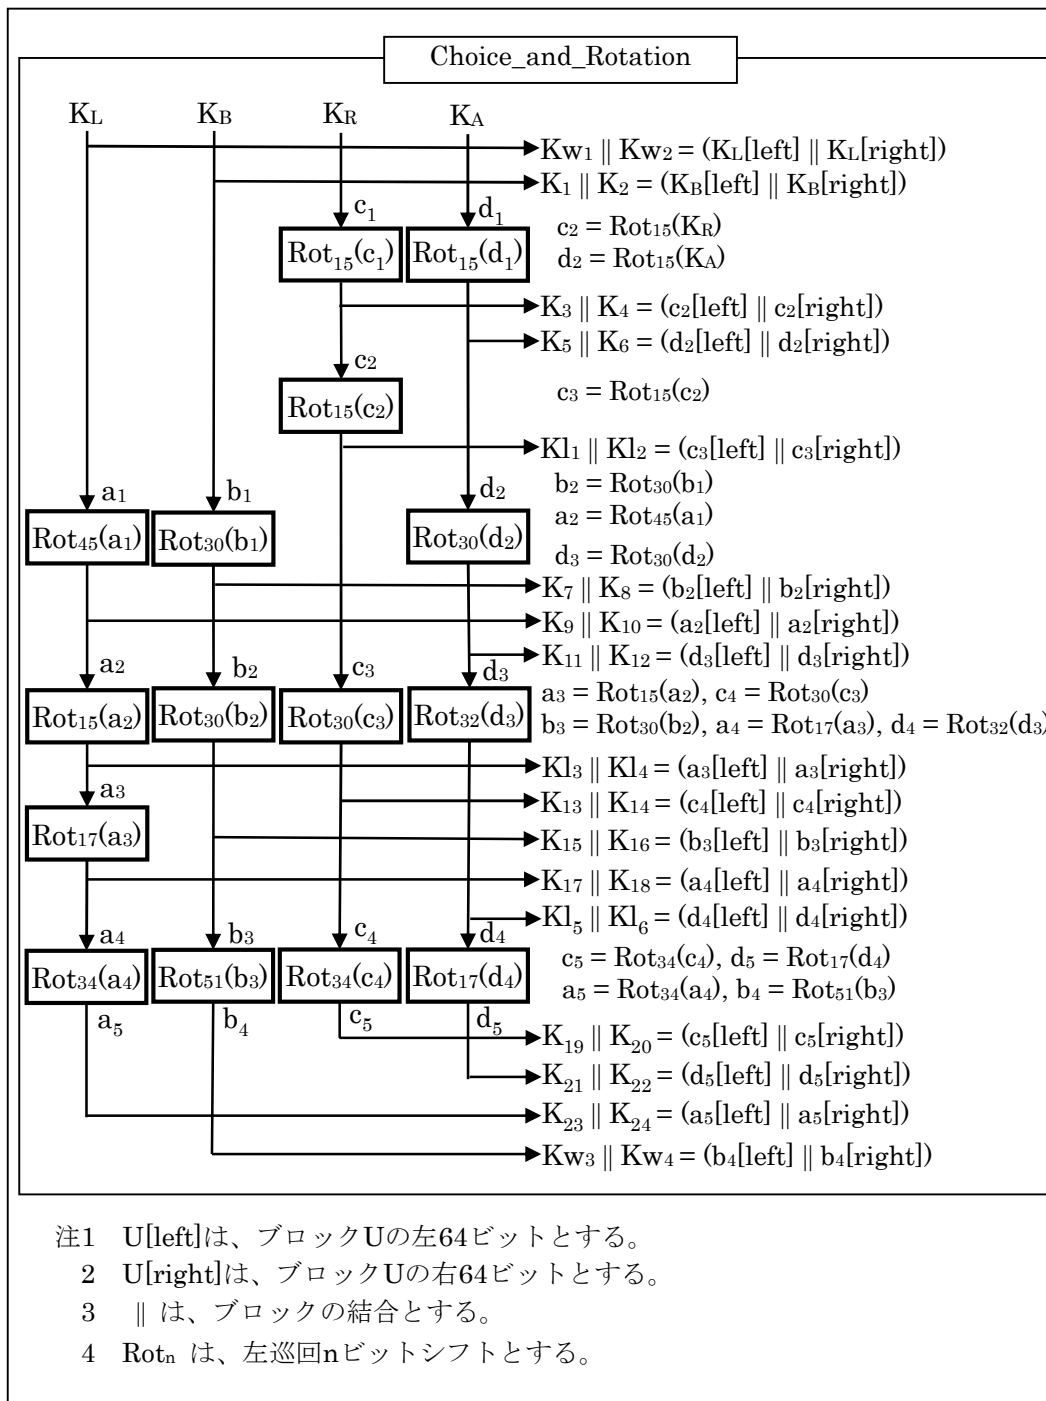 Choice_and_Rotation
K_L K_B K_R K_A
Kw₁ ∥ Kw₂ = (K_L[left] ∥ K_L[right])
K₁ ∥ K₂ = (K_B[left] ∥ K_B[right])
c₁ d₁
c₂ = Rot₁₅(K_R)
Rot₁₅(c₁) Rot₁₅(d₁)
d₂ = Rot₁₅(K_A)
K₃ ∥ K₄ = (c₂[left] ∥ c₂[right])
K₅ ∥ K₆ = (d₂[left] ∥ d₂[right])
c₂
Rot₁₅(c₂)
c₃ = Rot₁₅(c₂)
Kl₁ ∥ Kl₂ = (c₃[left] ∥ c₃[right])
a₁ b₁ d₂
b₂ = Rot₃₀(b₁)
a₂ = Rot₄₅(a₁)
Rot₄₅(a₁) Rot₃₀(b₁) Rot₃₀(d₂)
d₃ = Rot₃₀(d₂)
K₇ ∥ K₈ = (b₂[left] ∥ b₂[right])
K₉ ∥ K₁₀ = (a₂[left] ∥ a₂[right])
K₁₁ ∥ K₁₂ = (d₃[left] ∥ d₃[right])
a₂ b₂ c₃ d₃
a₃ = Rot₁₅(a₂), c₄ = Rot₃₀(c₃)
Rot₁₅(a₂) Rot₃₀(b₂) Rot₃₀(c₃) Rot₃₂(d₃)
b₃ = Rot₃₀(b₂), a₄ = Rot₁₇(a₃), d₄ = Rot₃₂(d₃)
Kl₃ ∥ Kl₄ = (a₃[left] ∥ a₃[right])
a₃
K₁₃ ∥ K₁₄ = (c₄[left] ∥ c₄[right])
Rot₁₇(a₃)
K₁₅ ∥ K₁₆ = (b₃[left] ∥ b₃[right])
K₁₇ ∥ K₁₈ = (a₄[left] ∥ a₄[right])
Kl₅ ∥ Kl₆ = (d₄[left] ∥ d₄[right])
a₄ b₃ c₄ d₄
c₅ = Rot₃₄(c₄), d₅ = Rot₁₇(d₄)
Rot₃₄(a₄) Rot₅₁(b₃) Rot₃₄(c₄) Rot₁₇(d₄)
a₅ = Rot₃₄(a₄), b₄ = Rot₅₁(b₃)
a₅ b₄ c₅ d₅
K₁₉ ∥ K₂₀ = (c₅[left] ∥ c₅[right])
K₂₁ ∥ K₂₂ = (d₅[left] ∥ d₅[right])
K₂₃ ∥ K₂₄ = (a₅[left] ∥ a₅[right])
Kw₃ ∥ Kw₄ = (b₄[left] ∥ b₄[right])
注1 U[left]は、ブロックUの左64ビットとする。
2 U[right]は、ブロックUの右64ビットとする。
3 ∥ は、ブロックの結合とする。
4 Rotₙ は、左巡回nビットシフトとする。